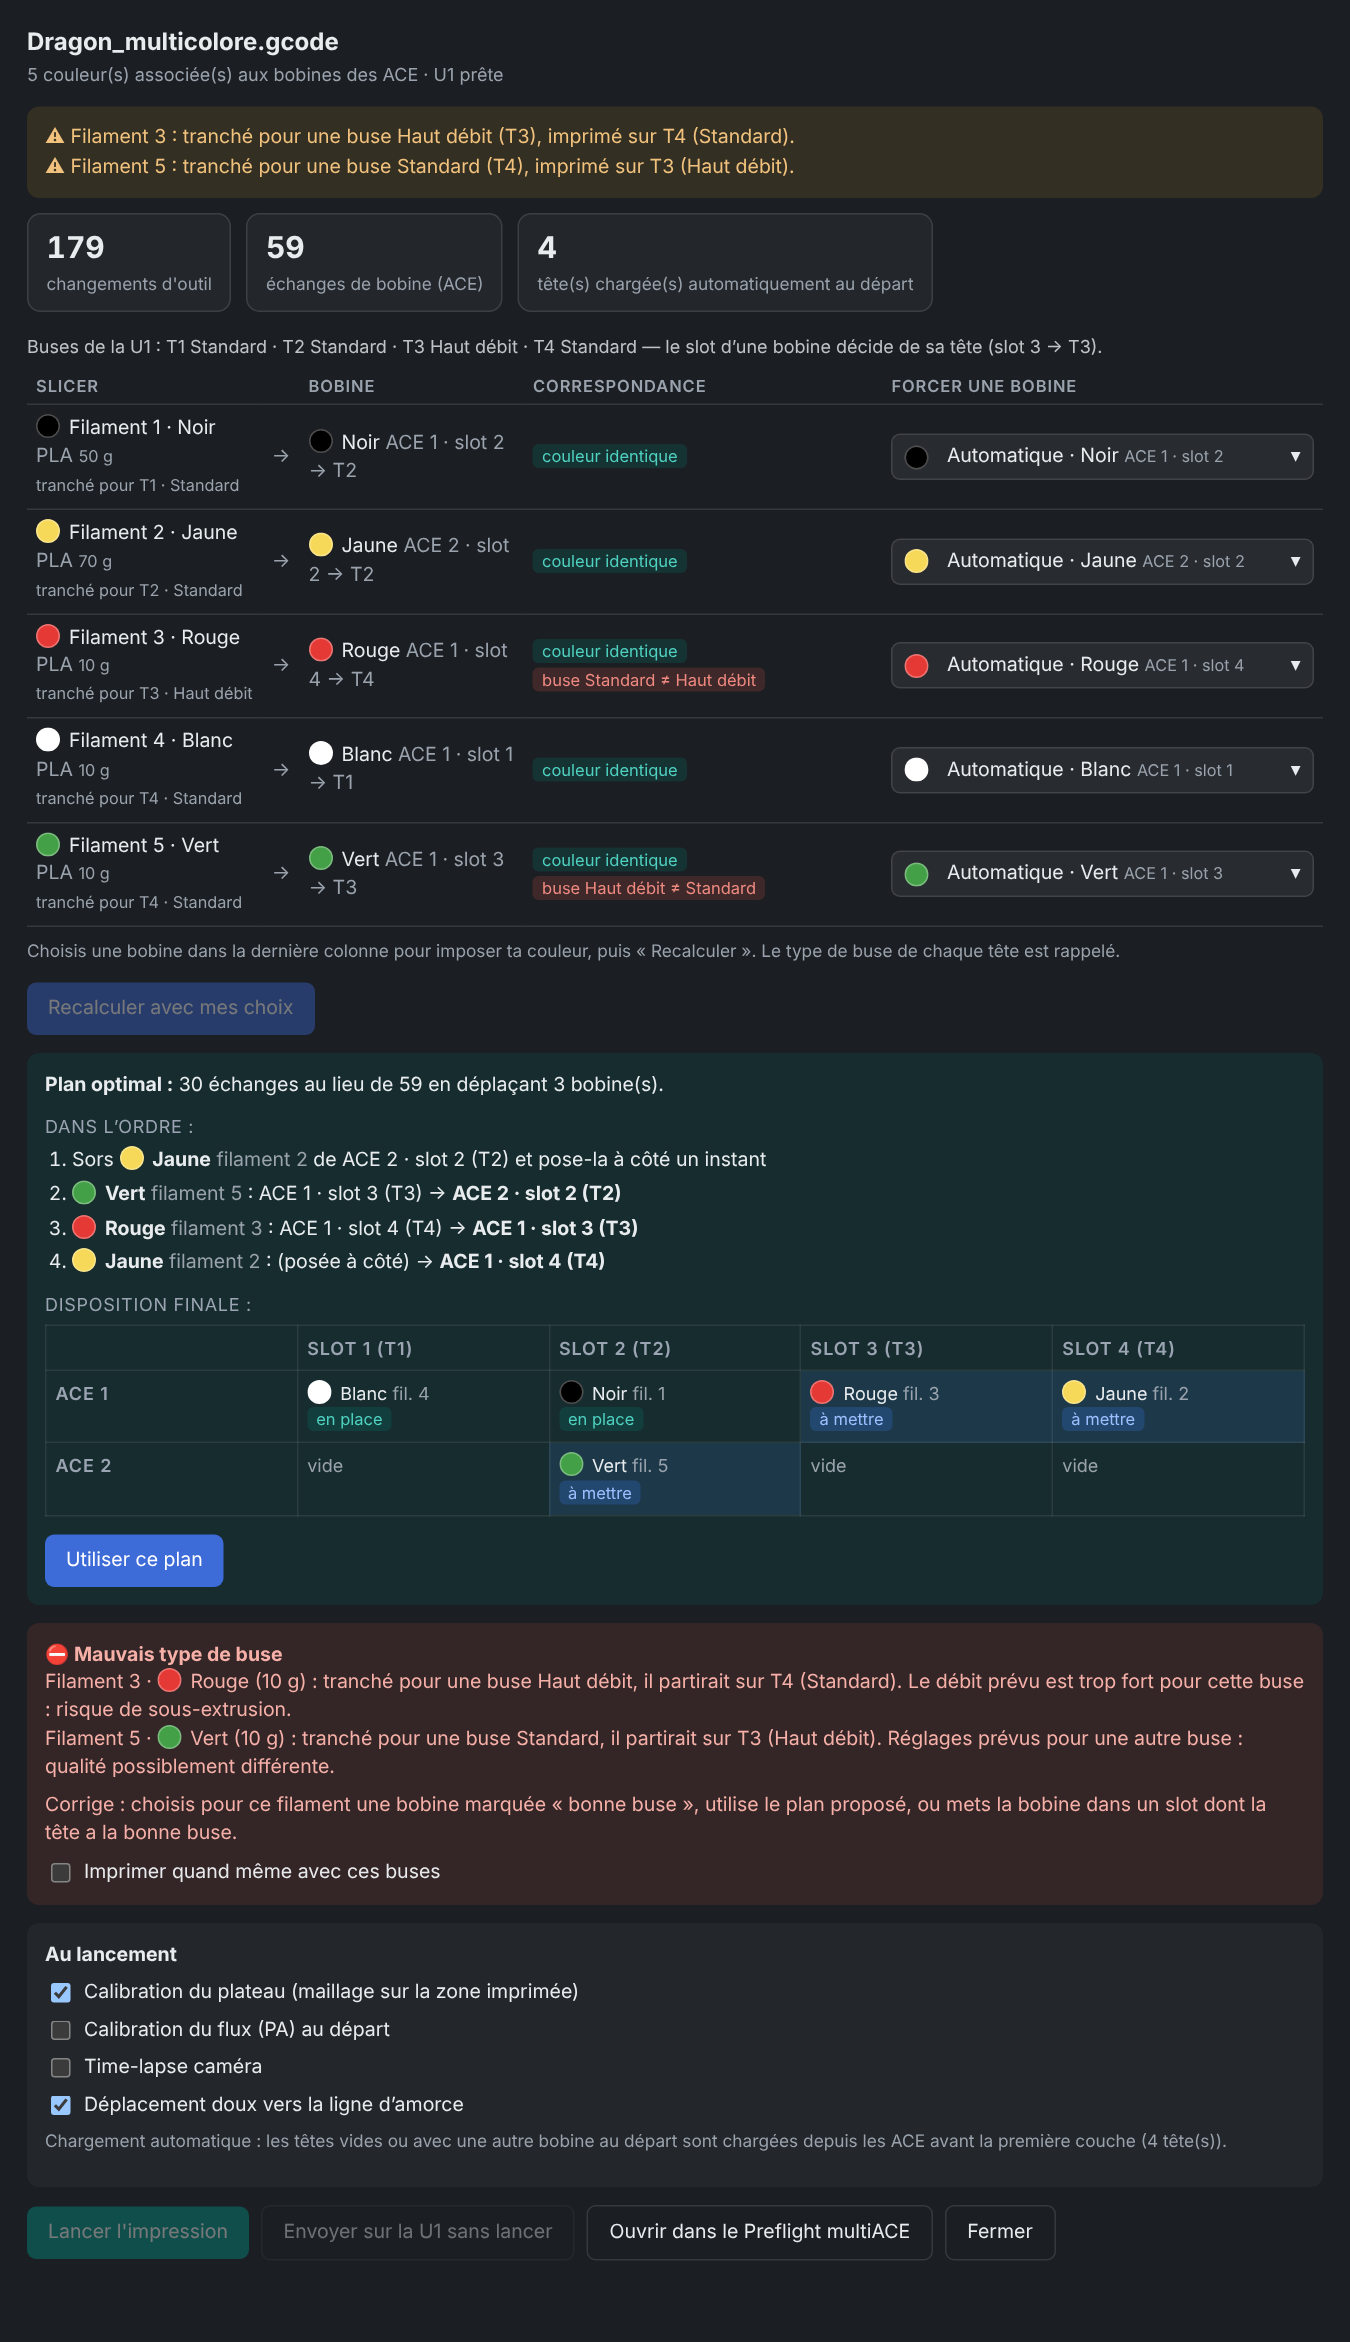 Dragon_multicolore.gcode
5 couleur(s) associée(s) aux bobines des ACE · U1 prête
⚠ Filament 3 : tranché pour une buse Haut débit (T3), imprimé sur T4 (Standard).
⚠ Filament 5 : tranché pour une buse Standard (T4), imprimé sur T3 (Haut débit).
179
changements d'outil
59
échanges de bobine (ACE)
4
tête(s) chargée(s) automatiquement au départ
Buses de la U1 : T1 Standard · T2 Standard · T3 Haut débit · T4 Standard — le slot d’une bobine décide de sa tête (slot 3 → T3).
SLICER BOBINE CORRESPONDANCE FORCER UNE BOBINE
Filament 1 · Noir
PLA 50 g
tranché pour T1 · Standard
→
Noir ACE 1 · slot 2
→ T2
couleur identique
Automatique · Noir ACE 1 · slot 2 ▼
Filament 2 · Jaune
PLA 70 g
tranché pour T2 · Standard
→
Jaune ACE 2 · slot
2 → T2
couleur identique
Automatique · Jaune ACE 2 · slot 2 ▼
Filament 3 · Rouge
PLA 10 g
tranché pour T3 · Haut débit
→
Rouge ACE 1 · slot
4 → T4
couleur identique
buse Standard ≠ Haut débit
Automatique · Rouge ACE 1 · slot 4 ▼
Filament 4 · Blanc
PLA 10 g
tranché pour T4 · Standard
→
Blanc ACE 1 · slot 1
→ T1
couleur identique
Automatique · Blanc ACE 1 · slot 1 ▼
Filament 5 · Vert
PLA 10 g
tranché pour T4 · Standard
→
Vert ACE 1 · slot 3
→ T3
couleur identique
buse Haut débit ≠ Standard
Automatique · Vert ACE 1 · slot 3 ▼
Choisis une bobine dans la dernière colonne pour imposer ta couleur, puis « Recalculer ». Le type de buse de chaque tête est rappelé.
Recalculer avec mes choix
Plan optimal : 30 échanges au lieu de 59 en déplaçant 3 bobine(s).
DANS L’ORDRE :
1. Sors Jaune filament 2 de ACE 2 · slot 2 (T2) et pose-la à côté un instant
2. Vert filament 5 : ACE 1 · slot 3 (T3) → ACE 2 · slot 2 (T2)
3. Rouge filament 3 : ACE 1 · slot 4 (T4) → ACE 1 · slot 3 (T3)
4. Jaune filament 2 : (posée à côté) → ACE 1 · slot 4 (T4)
DISPOSITION FINALE :
SLOT 1 (T1) SLOT 2 (T2) SLOT 3 (T3) SLOT 4 (T4)
ACE 1 Blanc fil. 4 Noir fil. 1 Rouge fil. 3 Jaune fil. 2
en place en place à mettre à mettre
ACE 2 vide Vert fil. 5 vide vide
à mettre
Utiliser ce plan
⛔ Mauvais type de buse
Filament 3 · Rouge (10 g) : tranché pour une buse Haut débit, il partirait sur T4 (Standard). Le débit prévu est trop fort pour cette buse
: risque de sous-extrusion.
Filament 5 · Vert (10 g) : tranché pour une buse Standard, il partirait sur T3 (Haut débit). Réglages prévus pour une autre buse :
qualité possiblement différente.
Corrige : choisis pour ce filament une bobine marquée « bonne buse », utilise le plan proposé, ou mets la bobine dans un slot dont la
tête a la bonne buse.
Imprimer quand même avec ces buses
Au lancement
Calibration du plateau (maillage sur la zone imprimée)
Calibration du flux (PA) au départ
Time-lapse caméra
Déplacement doux vers la ligne d’amorce
Chargement automatique : les têtes vides ou avec une autre bobine au départ sont chargées depuis les ACE avant la première couche (4 tête(s)).
Lancer l'impression Envoyer sur la U1 sans lancer Ouvrir dans le Preflight multiACE Fermer